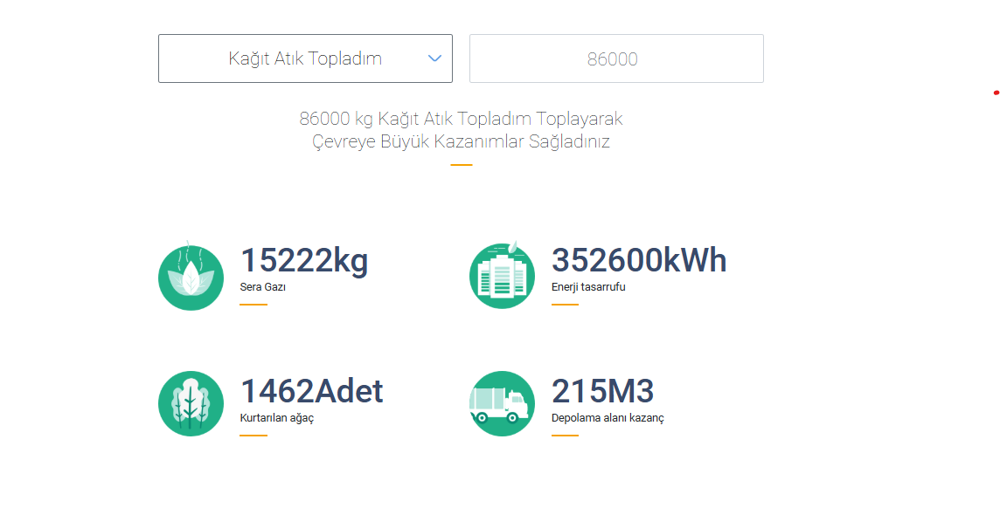 Kağıt Atık Topladım
86000
86000 kg Kağıt Atık Topladım Toplayarak
Çevreye Büyük Kazanımlar Sağladınız
15222kg
Sera Gazı
352600kWh
Enerji tasarrufu
1462Adet
Kurtarılan ağaç
215M3
Depolama alanı kazanç